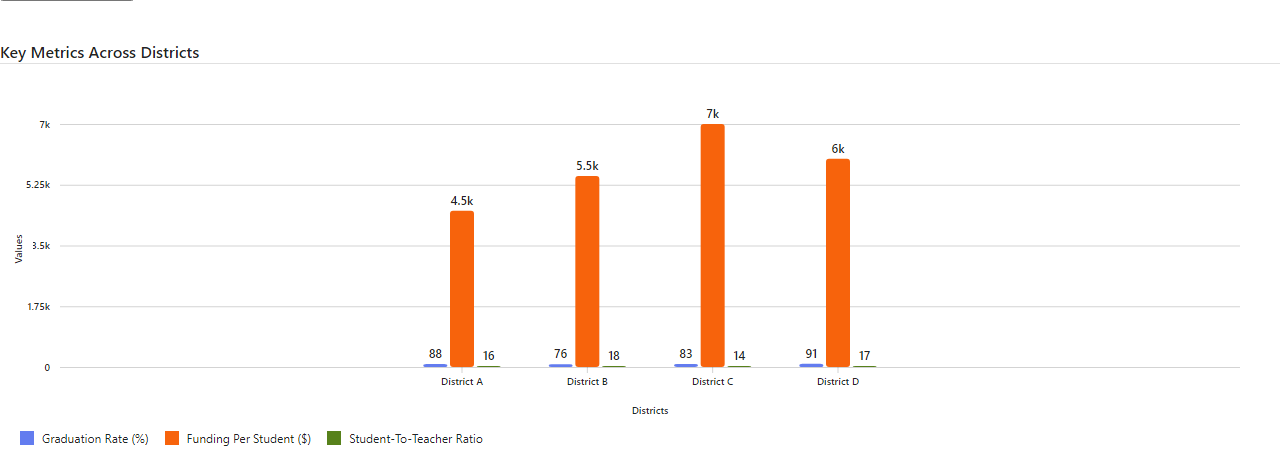 Key Metrics Across Districts
7k
5.25k
3.5k
1.75k
0
Values
88
4.5k
16
76
5.5k
18
83
7k
14
91
6k
17
District A
District B
District C
District D
Districts
Graduation Rate (%)
Funding Per Student ($)
Student-To-Teacher Ratio